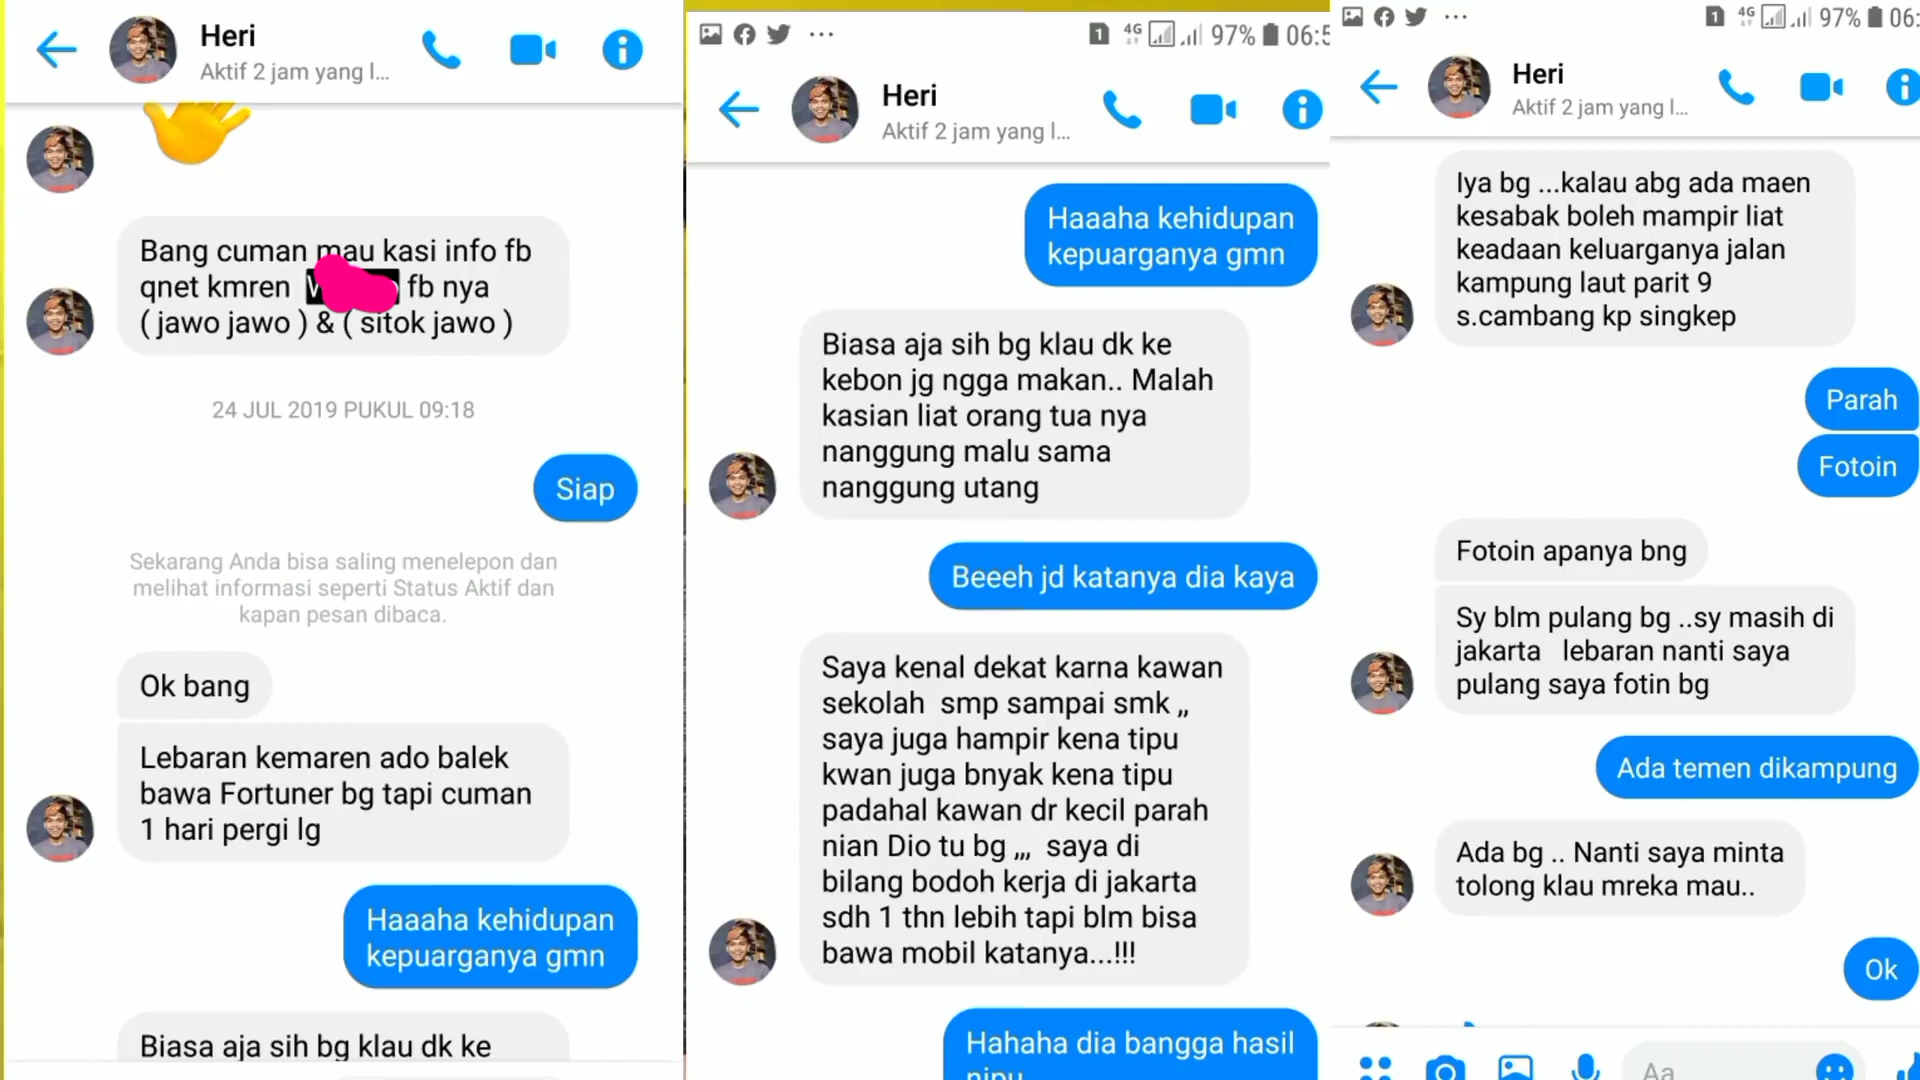 Heri
Aktif 2 jam yang l...
Bang cuman mau kasi info fb
qnet kmren fb nya
( jawo jawo ) & ( sitok jawo )
24 JUL 2019 PUKUL 09:18
Siap
Sekarang Anda bisa saling menelepon dan
melihat informasi seperti Status Aktif dan
kapan pesan dibaca.
Ok bang
Lebaran kemaren ado balek
bawa Fortuner bg tapi cuman
1 hari pergi lg
Haaaha kehidupan
kepuarganya gmn
Biasa aja sih bg klau dk ke
1 4G 97% 06:5
Heri
Aktif 2 jam yang l...
Haaaha kehidupan
kepuarganya gmn
Biasa aja sih bg klau dk ke
kebon jg ngga makan.. Malah
kasian liat orang tua nya
nanggung malu sama
nanggung utang
Beeeh jd katanya dia kaya
Saya kenal dekat karna kawan
sekolah smp sampai smk ,,
saya juga hampir kena tipu
kwan juga bnyak kena tipu
padahal kawan dr kecil parah
nian Dio tu bg ,,, saya di
bilang bodoh kerja di jakarta
sdh 1 thn lebih tapi blm bisa
bawa mobil katanya...!!!
Hahaha dia bangga hasil
nipu
1 4G 97% 06:
Heri
Aktif 2 jam yang l...
Iya bg ...kalau abg ada maen
kesabak boleh mampir liat
keadaan keluarganya jalan
kampung laut parit 9
s.cambang kp singkep
Parah
Fotoin
Fotoin apanya bng
Sy blm pulang bg ..sy masih di
jakarta lebaran nanti saya
pulang saya fotin bg
Ada temen dikampung
Ada bg .. Nanti saya minta
tolong klau mreka mau..
Ok
Aa